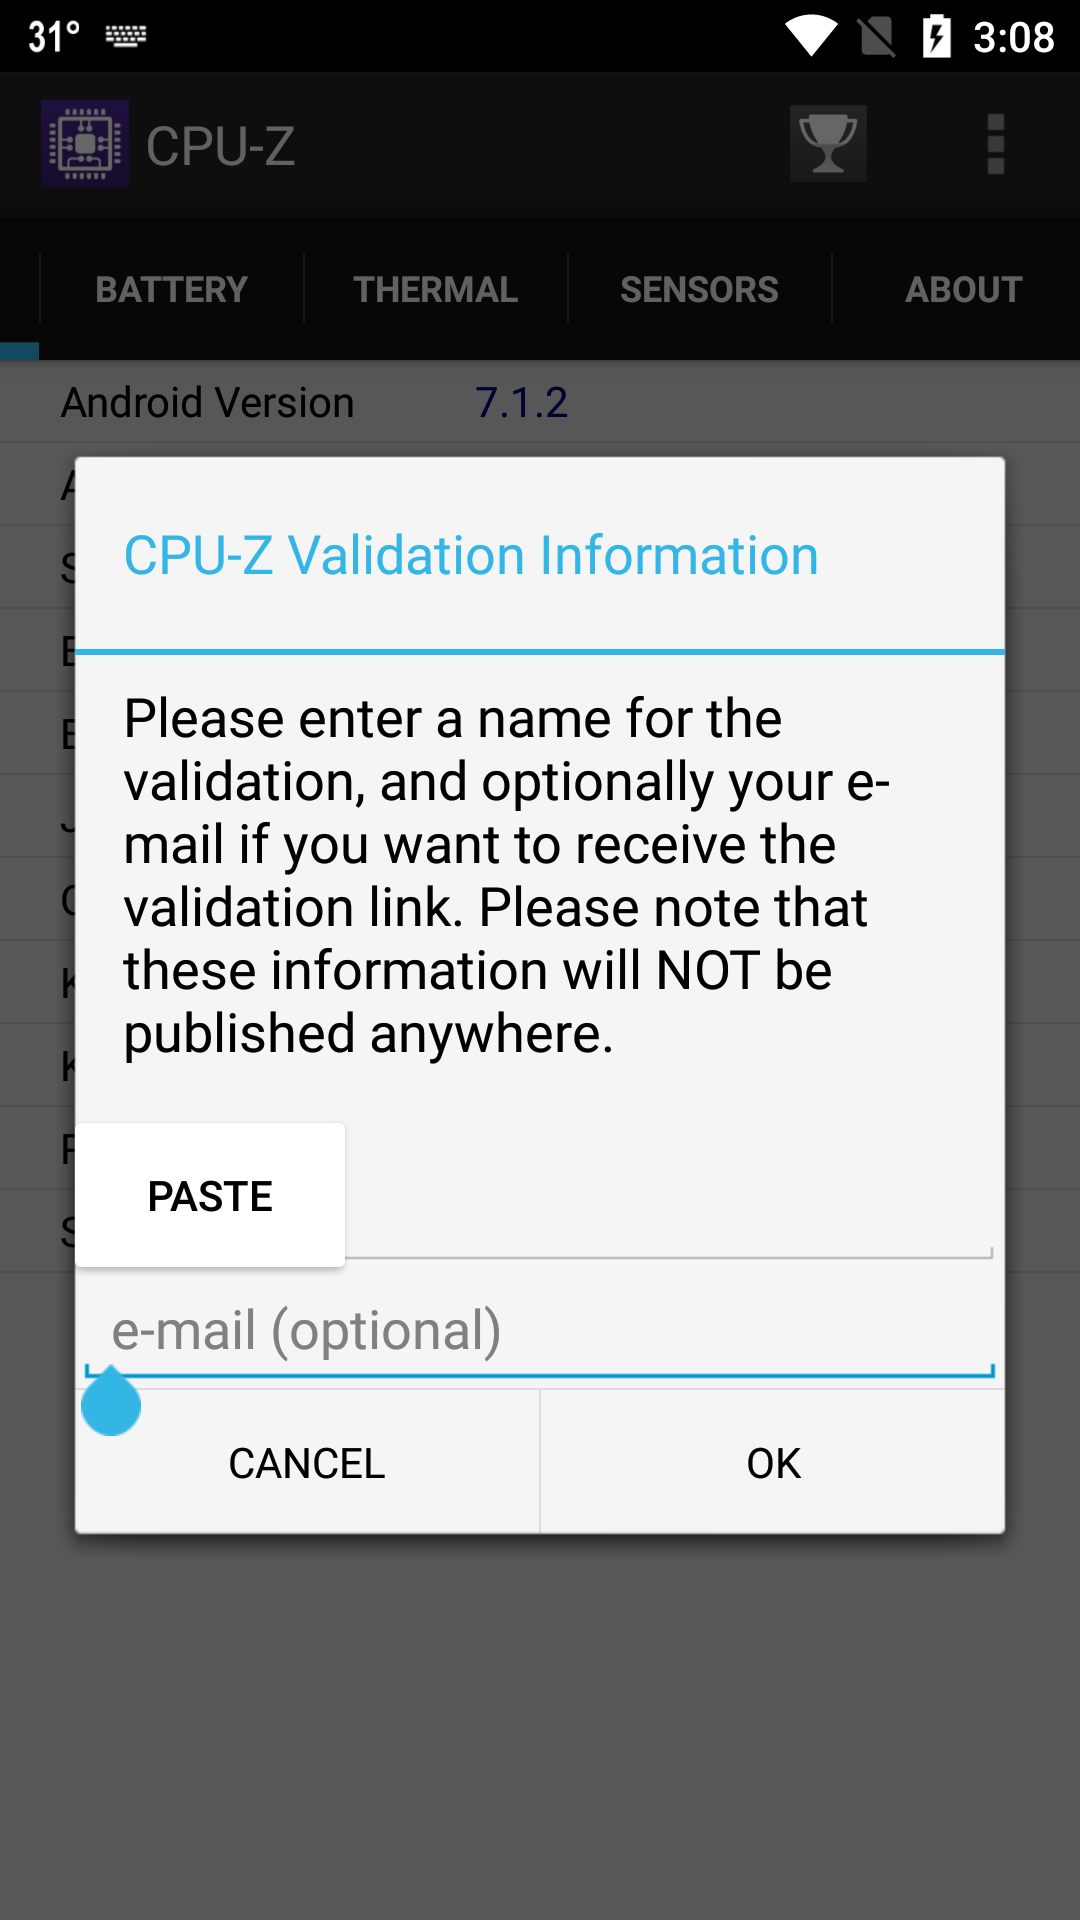 31° 3:08
CPU-Z
BATTERY THERMAL SENSORS ABOUT
Android Version 7.1.2
CPU-Z Validation Information
Please enter a name for the
validation, and optionally your e-
mail if you want to receive the
validation link. Please note that
these information will NOT be
published anywhere.
PASTE
e-mail (optional)
CANCEL OK